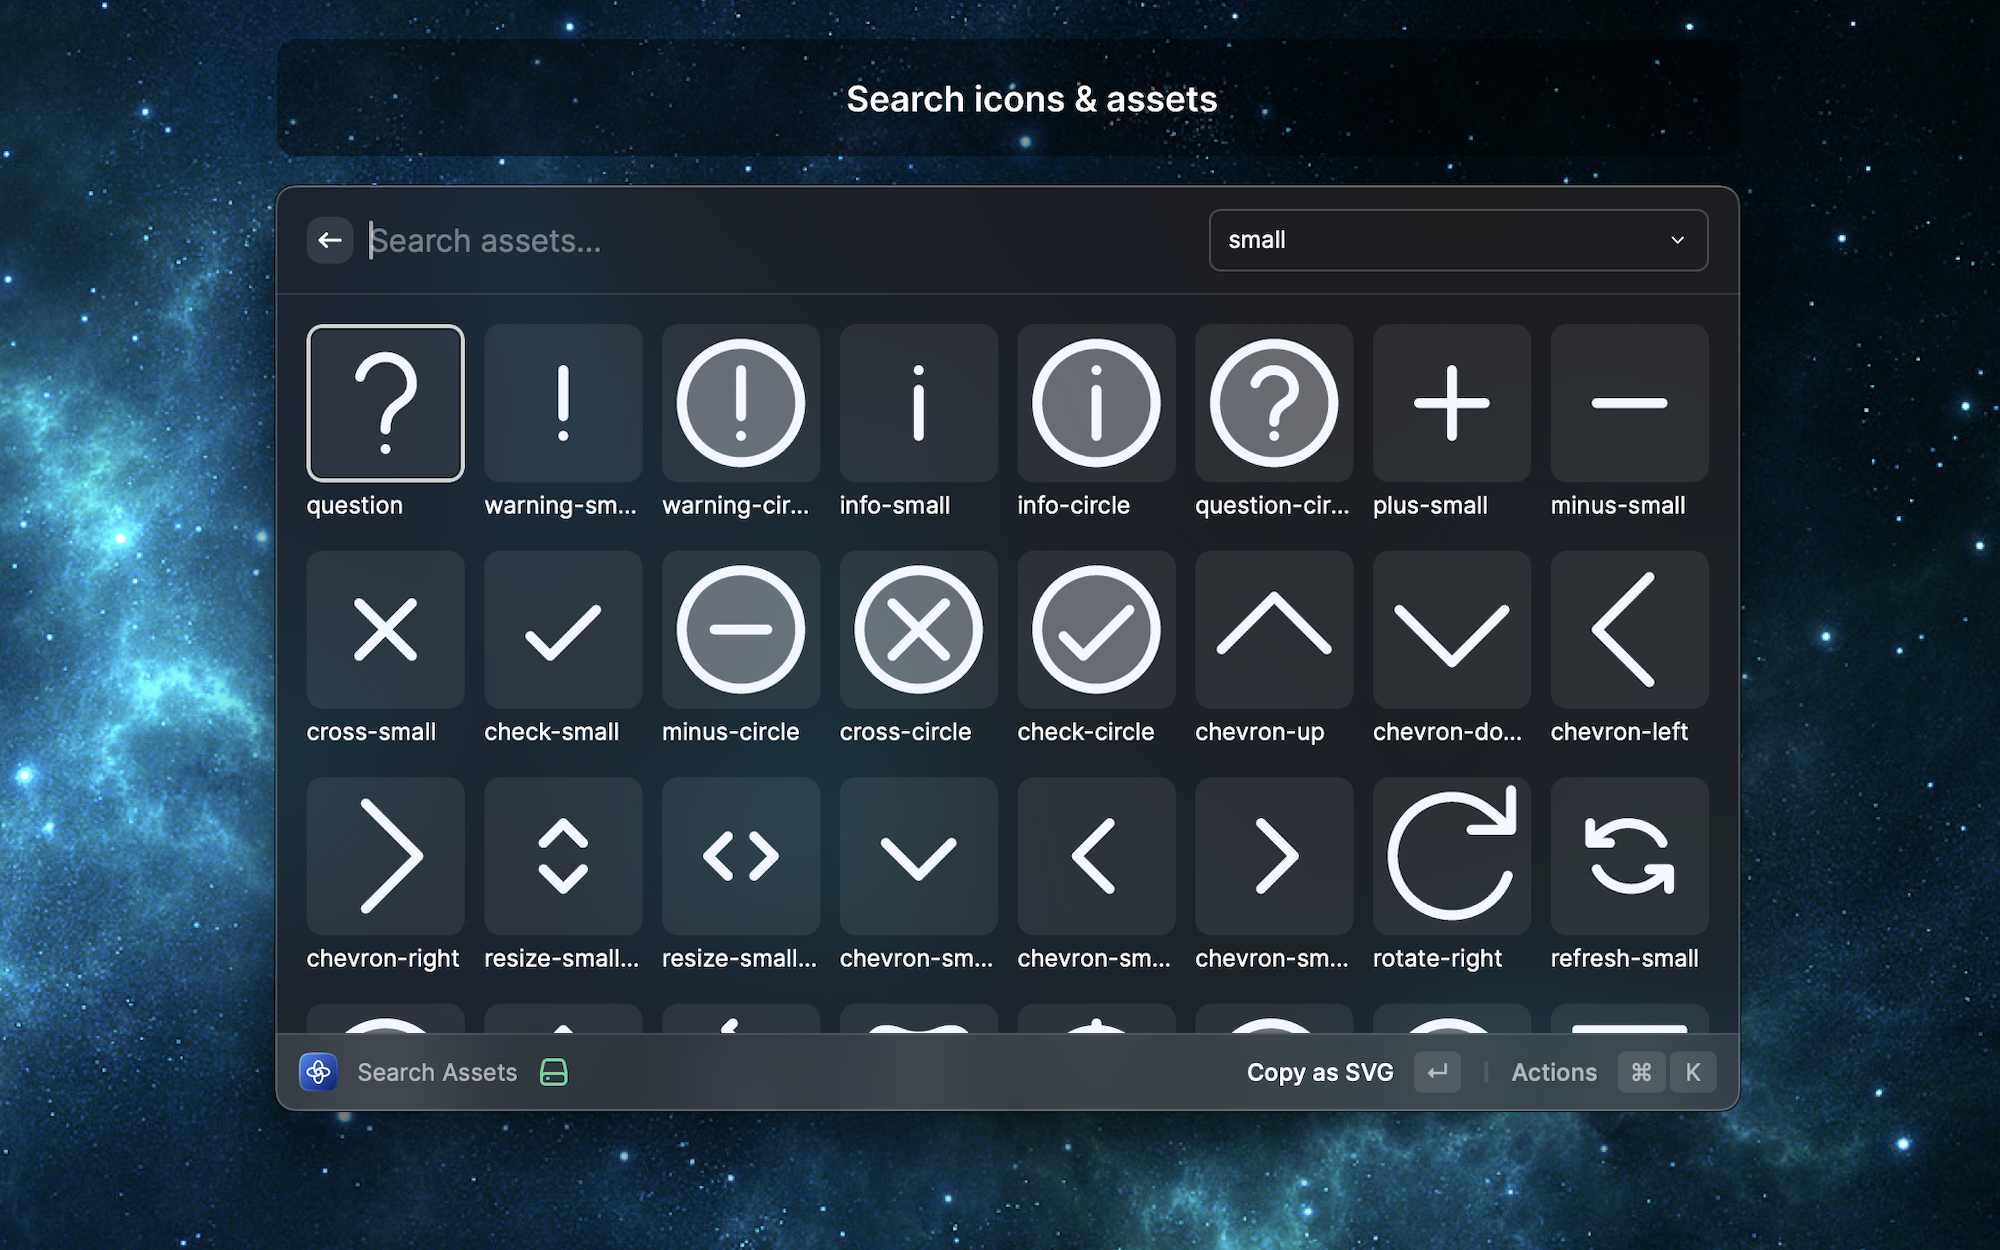 Search icons & assets
Search assets...
small
question
warning-sm...
warning-cir...
info-small
info-circle
question-cir...
plus-small
minus-small
cross-small
check-small
minus-circle
cross-circle
check-circle
chevron-up
chevron-do...
chevron-left
chevron-right
resize-small...
resize-small...
chevron-sm...
chevron-sm...
chevron-sm...
rotate-right
refresh-small
Search Assets
Copy as SVG
Actions
⌘ K